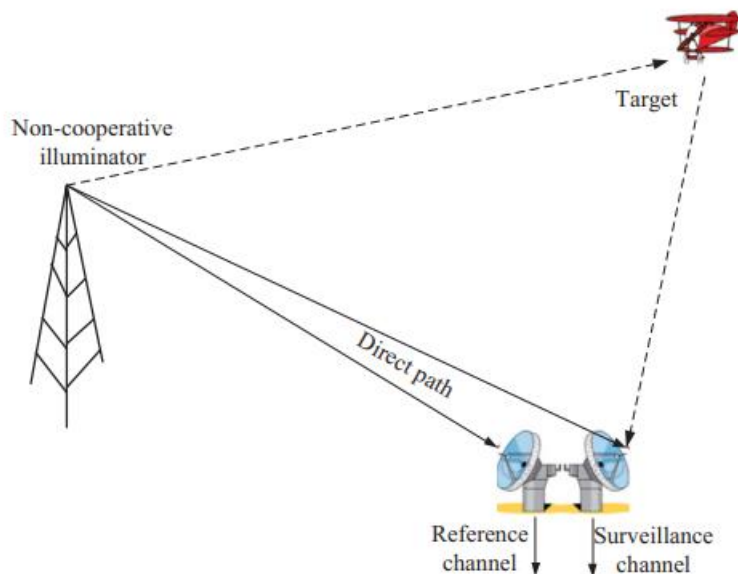 Target
Non-cooperative
illuminator
Direct path
Reference
channel
Surveillance
channel